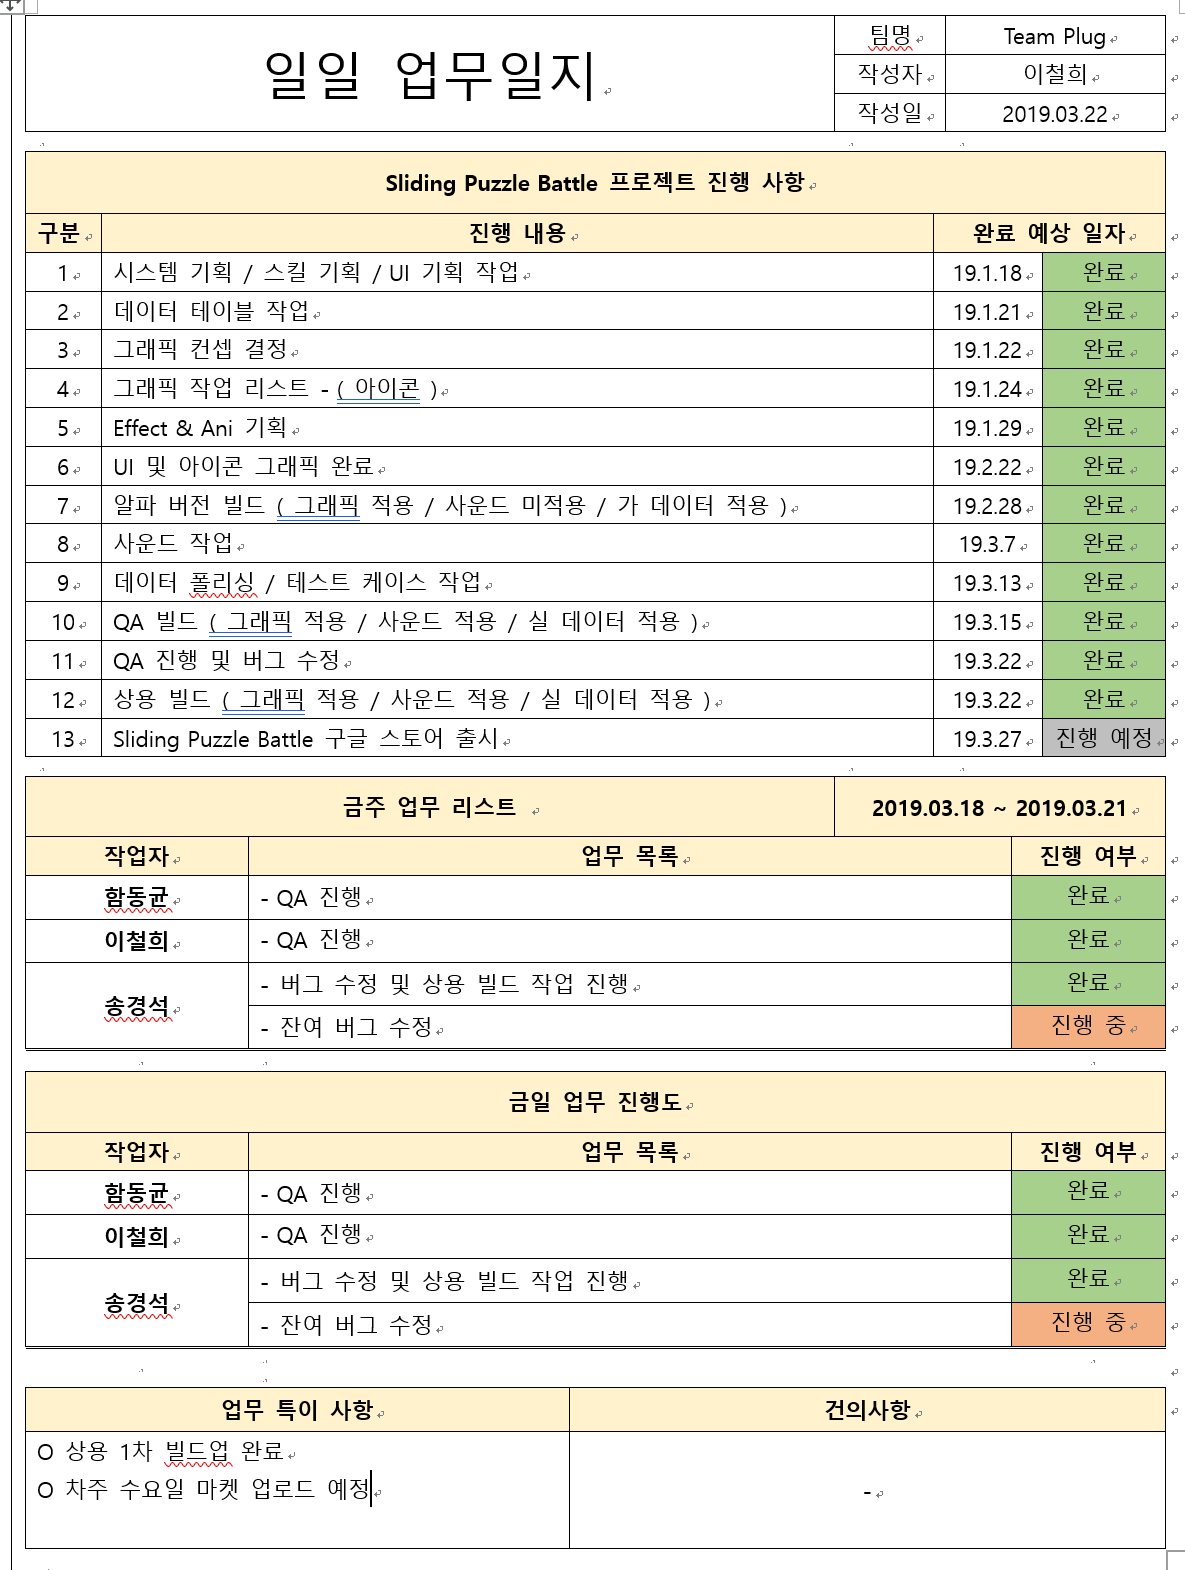 일일 업무일지
팀명 Team Plug
작성자 이철희
작성일 2019.03.22
Sliding Puzzle Battle 프로젝트 진행 사항
구분 진행 내용 완료 예상 일자
1 시스템 기획 / 스킬 기획 / UI 기획 작업 19.1.18 완료
2 데이터 테이블 작업 19.1.21 완료
3 그래픽 컨셉 결정 19.1.22 완료
4 그래픽 작업 리스트 - ( 아이콘 ) 19.1.24 완료
5 Effect & Ani 기획 19.1.29 완료
6 UI 및 아이콘 그래픽 완료 19.2.22 완료
7 알파 버전 빌드 ( 그래픽 적용 / 사운드 미적용 / 가 데이터 적용 ) 19.2.28 완료
8 사운드 작업 19.3.7 완료
9 데이터 폴리싱 / 테스트 케이스 작업 19.3.13 완료
10 QA 빌드 ( 그래픽 적용 / 사운드 적용 / 실 데이터 적용 ) 19.3.15 완료
11 QA 진행 및 버그 수정 19.3.22 완료
12 상용 빌드 ( 그래픽 적용 / 사운드 적용 / 실 데이터 적용 ) 19.3.22 완료
13 Sliding Puzzle Battle 구글 스토어 출시 19.3.27 진행 예정
금주 업무 리스트 2019.03.18 ~ 2019.03.21
작업자 업무 목록 진행 여부
함동균 - QA 진행 완료
이철희 - QA 진행 완료
송경석 - 버그 수정 및 상용 빌드 작업 진행 완료
- 잔여 버그 수정 진행 중
금일 업무 진행도
작업자 업무 목록 진행 여부
함동균 - QA 진행 완료
이철희 - QA 진행 완료
송경석 - 버그 수정 및 상용 빌드 작업 진행 완료
- 잔여 버그 수정 진행 중
업무 특이 사항 건의사항
O 상용 1차 빌드업 완료
O 차주 수요일 마켓 업로드 예정
-